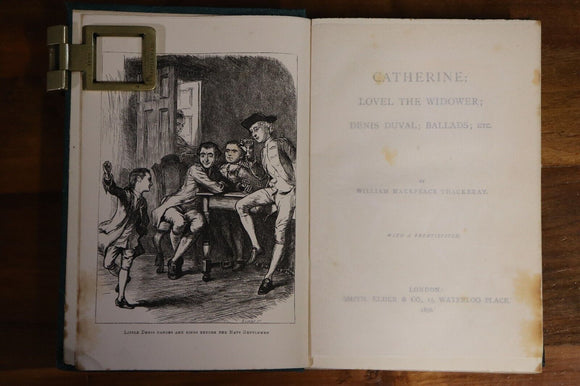 LITTLE DENIS DANCES AND SINGS BEFORE THE NAVY GENTLEMEN
CATHERINE:
LOVEL THE WIDOWER;
DENIS DUVAL; BALLADS; ETC.
BY
WILLIAM MAKEPEACE THACKERAY.
WITH A FRONTISPIECE.
LONDON:
SMITH, ELDER & CO., 15, WATERLOO PLACE.